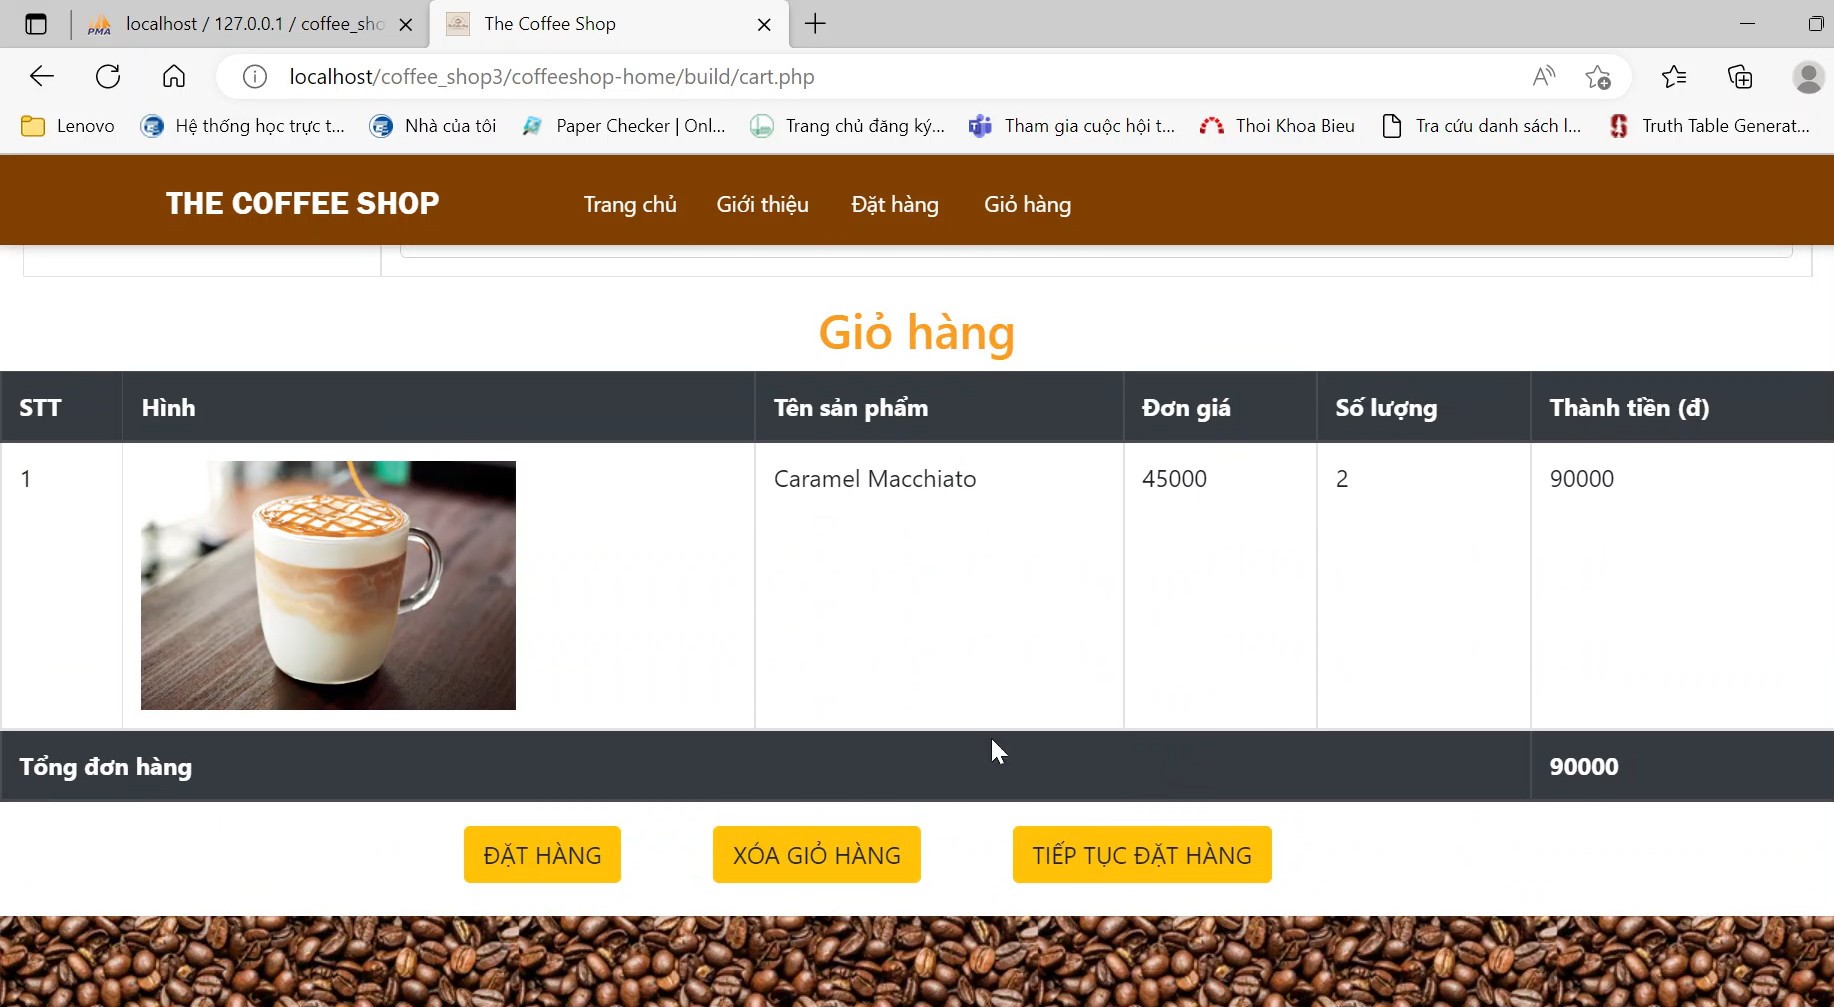 localhost / 127.0.0.1 / coffee_sho
The Coffee Shop
localhost/coffee_shop3/coffeeshop-home/build/cart.php
Lenovo
Hệ thống học trực t...
Nhà của tôi
Paper Checker | Onl...
Trang chủ đăng ký...
Tham gia cuộc hội t...
Thoi Khoa Bieu
Tra cứu danh sách l...
Truth Table Generat...
THE COFFEE SHOP
Trang chủ
Giới thiệu
Đặt hàng
Giỏ hàng
Giỏ hàng
STT Hình Tên sản phẩm Đơn giá Số lượng Thành tiền (đ)
1 Caramel Macchiato 45000 2 90000
Tổng đơn hàng 90000
ĐẶT HÀNG
XÓA GIỎ HÀNG
TIẾP TỤC ĐẶT HÀNG